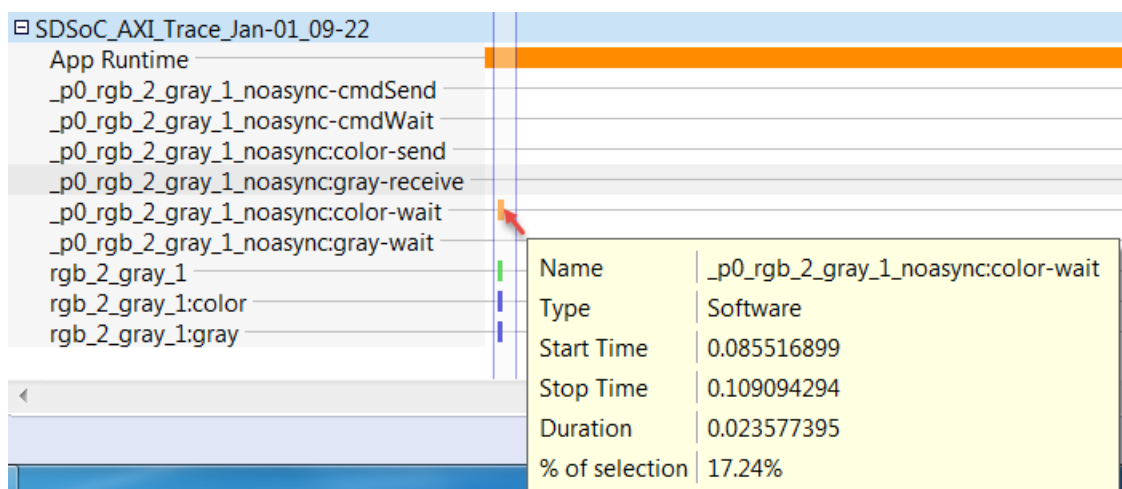 SDSoC_AXI_Trace_Jan-01_09-22
App Runtime
_p0_rgb_2_gray_1_noasync-cmdSend
_p0_rgb_2_gray_1_noasync-cmdWait
_p0_rgb_2_gray_1_noasync:color-send
_p0_rgb_2_gray_1_noasync:gray-receive
_p0_rgb_2_gray_1_noasync:color-wait
_p0_rgb_2_gray_1_noasync:gray-wait
rgb_2_gray_1
rgb_2_gray_1:color
rgb_2_gray_1:gray
Name _p0_rgb_2_gray_1_noasync:color-wait
Type Software
Start Time 0.085516899
Stop Time 0.109094294
Duration 0.023577395
% of selection 17.24%